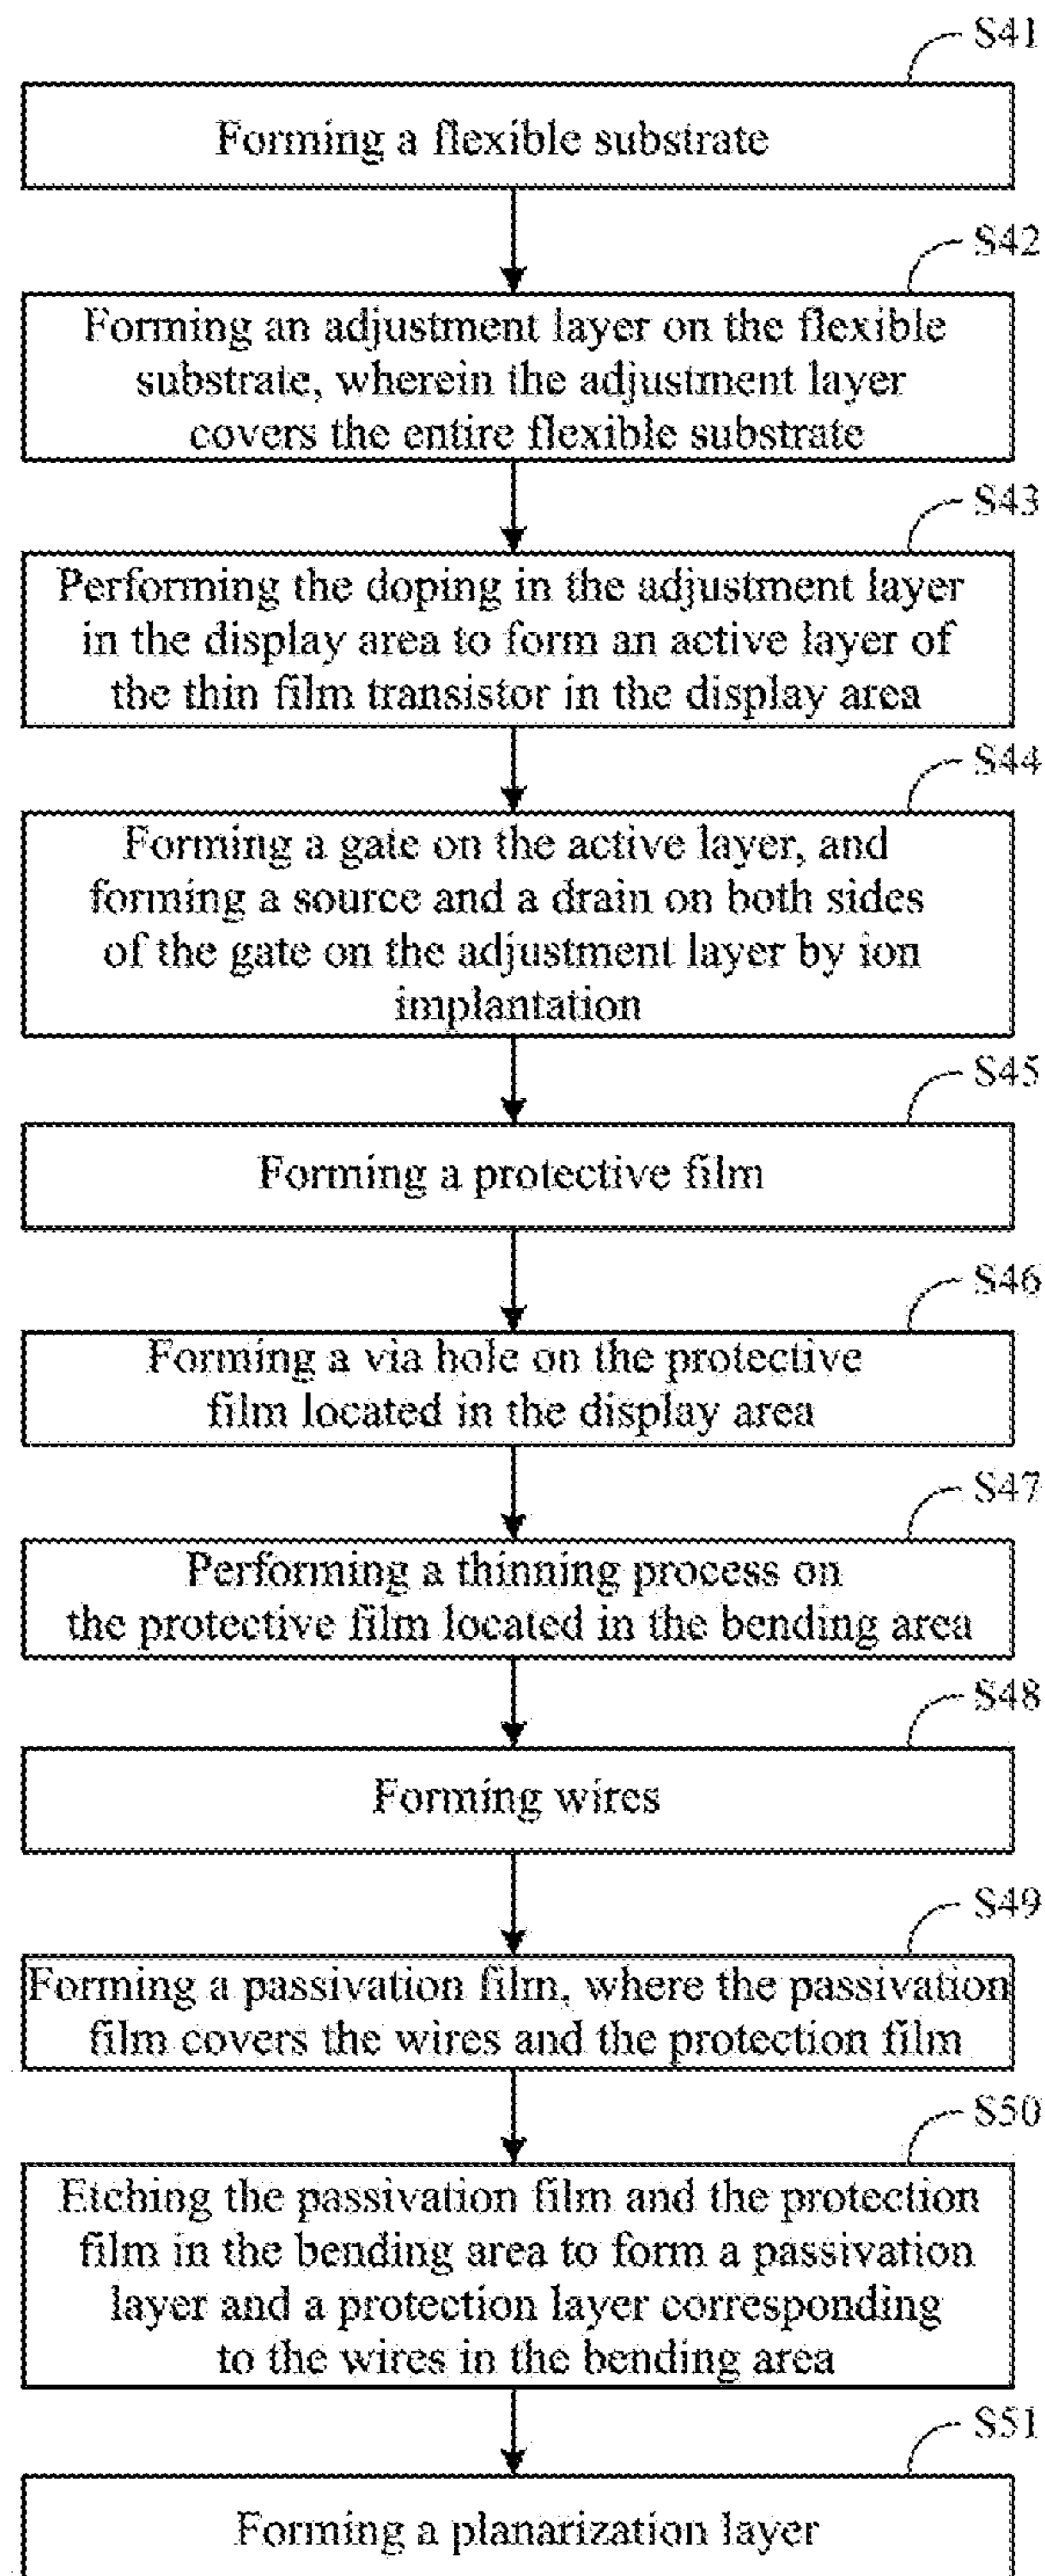 S41
Forming a flexible substrate
S42
Forming an adjustment layer on the flexible
substrate, wherein the adjustment layer
covers the entire flexible substrate
S43
Performing the doping in the adjustment layer
in the display area to form an active layer of
the thin film transistor in the display area
S44
Forming a gate on the active layer, and
forming a source and a drain on both sides
of the gate on the adjustment layer by ion
implantation
S45
Forming a protective film
S46
Forming a via hole on the protective
film located in the display area
S47
Performing a thinning process on
the protective film located in the bending area
S48
Forming wires
S49
Forming a passivation film, where the passivation
film covers the wires and the protection film
S50
Etching the passivation film and the protection
film in the bending area to form a passivation
layer and a protection layer corresponding
to the wires in the bending area
S51
Forming a planarization layer